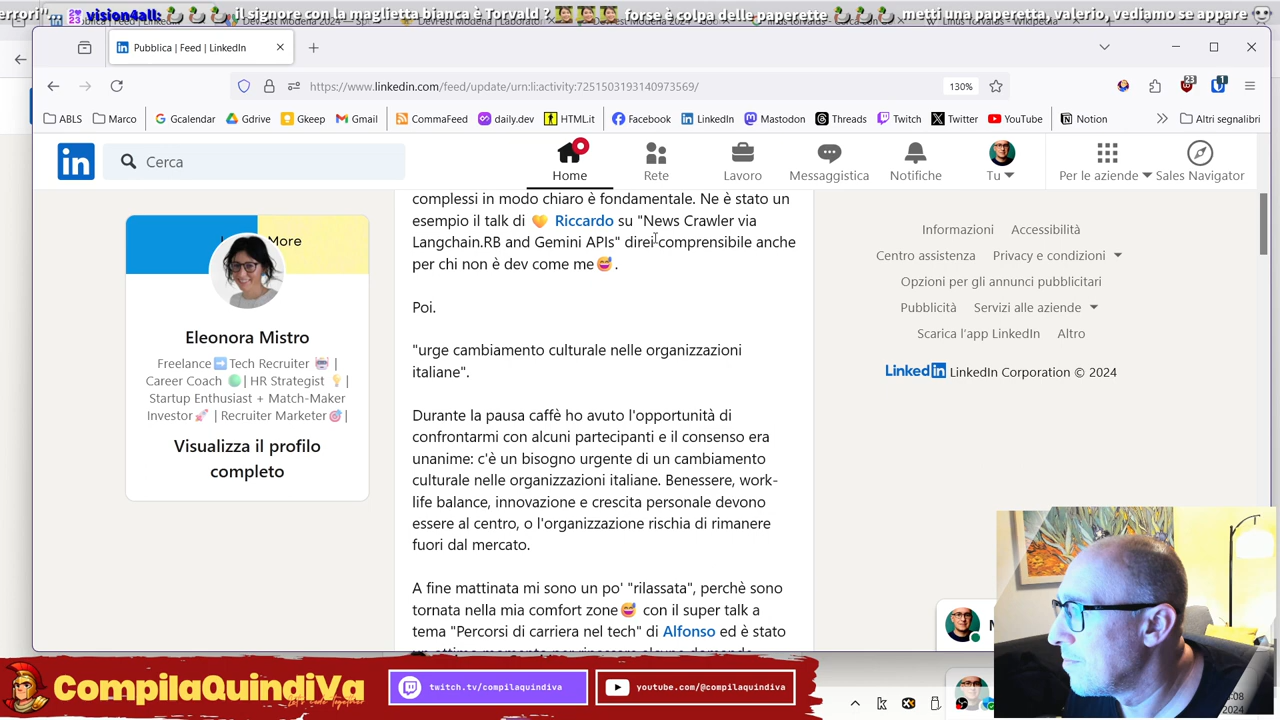 errori" vision4all: il signore con la maglietta bianca è Torvald ? forse è colpa delle paperette metti una paperetta, valerio, vediamo se appare
Pubblica | Feed | LinkedIn
https://www.linkedin.com/feed/update/urn:li:activity:7251503193140973569/
130%
23
1
ABLS Marco Gcalendar Gdrive Gkeep Gmail CommaFeed daily.dev HTML.it Facebook LinkedIn Mastodon Threads Twitch Twitter YouTube Notion Altri segnalibri
in Cerca
Home Rete Lavoro Messaggistica Notifiche Tu Per le aziende Sales Navigator
More
Eleonora Mistro
Freelance Tech Recruiter |
Career Coach | HR Strategist |
Startup Enthusiast + Match-Maker
Investor | Recruiter Marketer |
Visualizza il profilo
completo
complessi in modo chiaro è fondamentale. Ne è stato un
esempio il talk di Riccardo su "News Crawler via
Langchain.RB and Gemini APIs" direi comprensibile anche
per chi non è dev come me .
Poi.
"urge cambiamento culturale nelle organizzazioni
italiane".
Durante la pausa caffè ho avuto l'opportunità di
confrontarmi con alcuni partecipanti e il consenso era
unanime: c'è un bisogno urgente di un cambiamento
culturale nelle organizzazioni italiane. Benessere, work-
life balance, innovazione e crescita personale devono
essere al centro, o l'organizzazione rischia di rimanere
fuori dal mercato.
A fine mattinata mi sono un po' "rilassata", perchè sono
tornata nella mia comfort zone con il super talk a
tema "Percorsi di carriera nel tech" di Alfonso ed è stato
Informazioni Accessibilità
Centro assistenza Privacy e condizioni
Opzioni per gli annunci pubblicitari
Pubblicità Servizi alle aziende
Scarica l'app LinkedIn Altro
LinkedIn LinkedIn Corporation © 2024
CompilaQuindiVa
Let's code Together
twitch.tv/compilaquindiva
youtube.com/@compilaquindiva
:08
2024